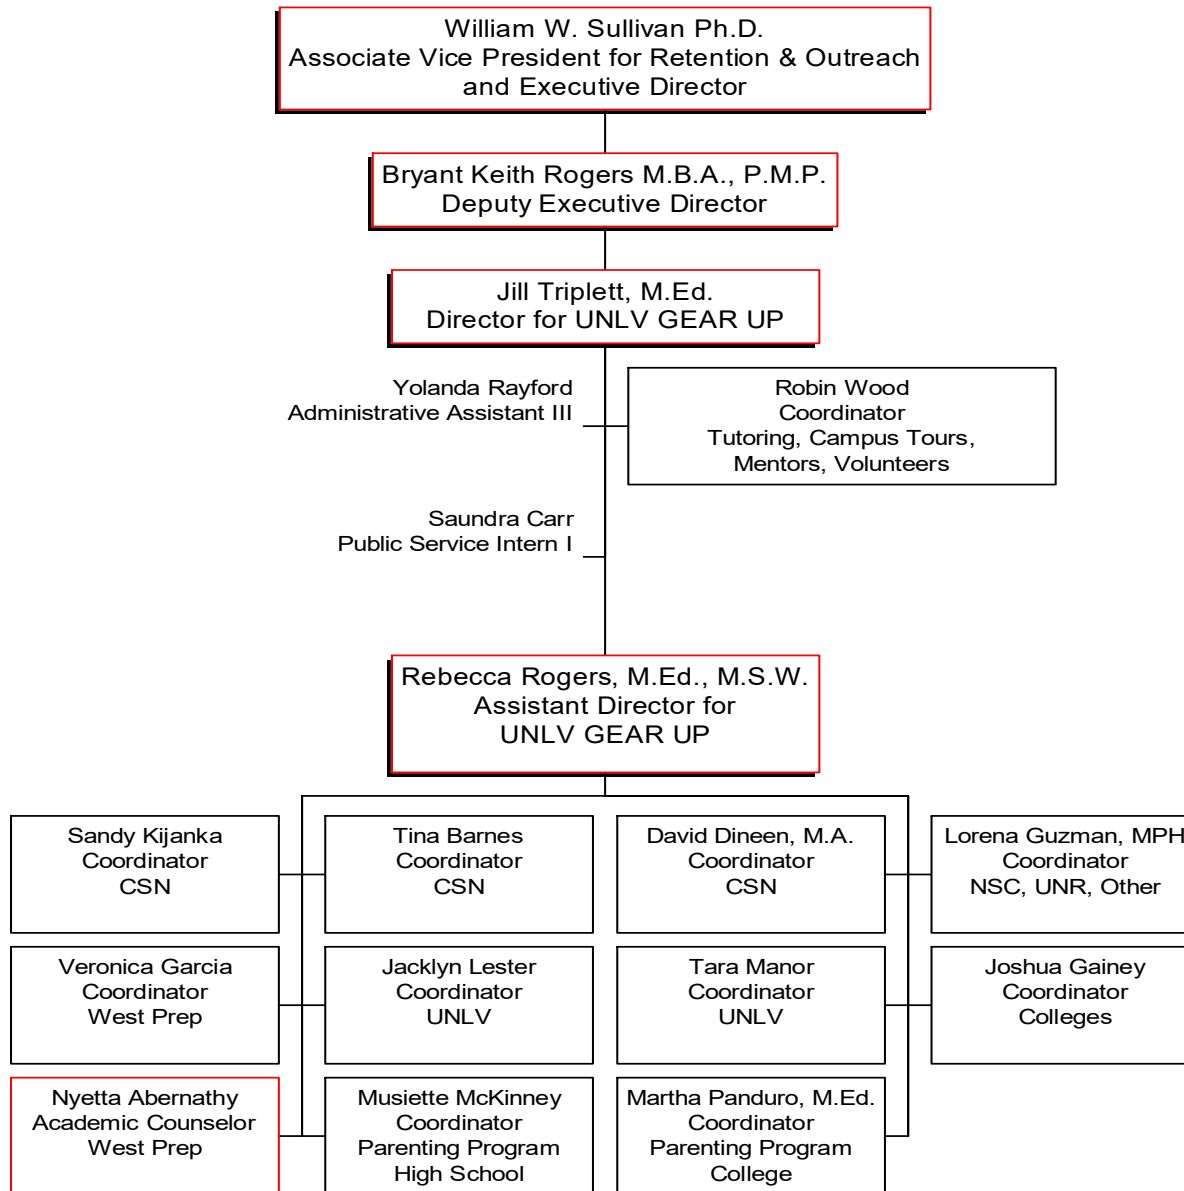 William W. Sullivan Ph.D.
Associate Vice President for Retention & Outreach
and Executive Director
Bryant Keith Rogers M.B.A., P.M.P.
Deputy Executive Director
Jill Triplett, M.Ed.
Director for UNLV GEAR UP
Yolanda Rayford
Administrative Assistant III
Robin Wood
Coordinator
Tutoring, Campus Tours,
Mentors, Volunteers
Saundra Carr
Public Service Intern I
Rebecca Rogers, M.Ed., M.S.W.
Assistant Director for
UNLV GEAR UP
Sandy Kijanka
Coordinator
CSN
Tina Barnes
Coordinator
CSN
David Dineen, M.A.
Coordinator
CSN
Lorena Guzman, MPH
Coordinator
NSC, UNR, Other
Veronica Garcia
Coordinator
West Prep
Jacklyn Lester
Coordinator
UNLV
Tara Manor
Coordinator
UNLV
Joshua Gainey
Coordinator
Colleges
Nyetta Abernathy
Academic Counselor
West Prep
Musiette McKinney
Coordinator
Parenting Program
High School
Martha Panduro, M.Ed.
Coordinator
Parenting Program
College